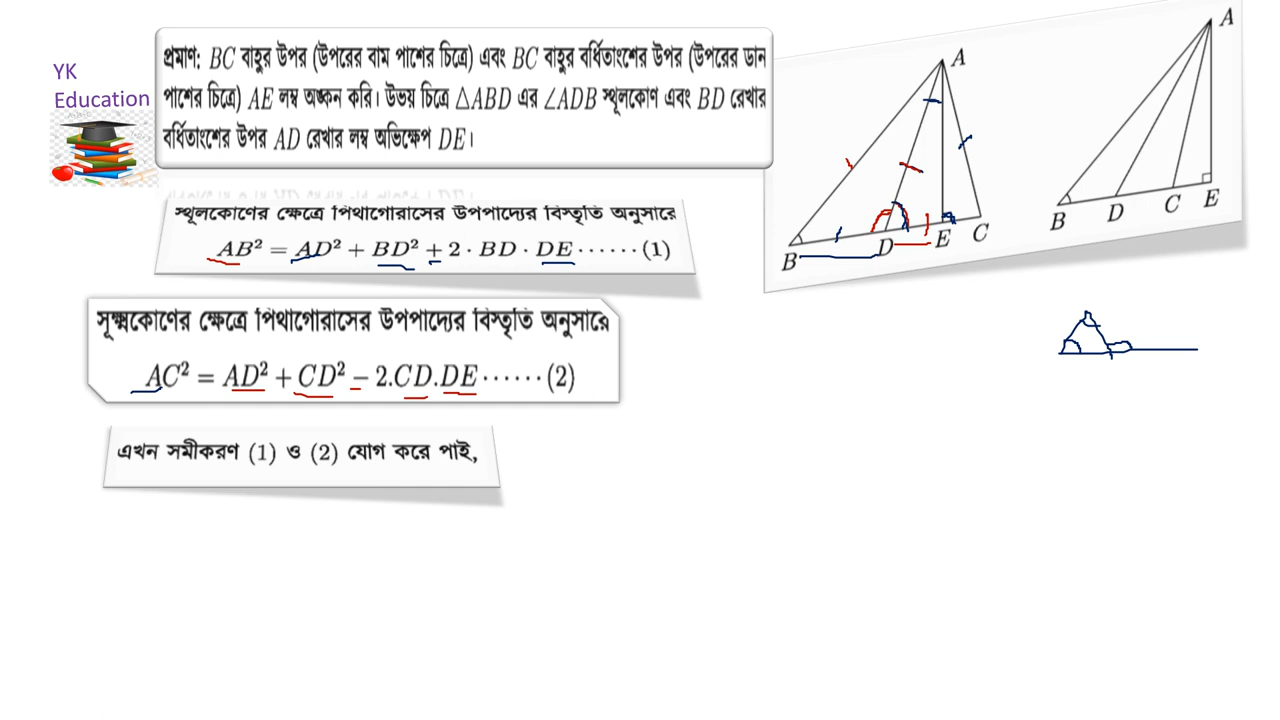 YK
Education
প্রমাণ: BC বাহুর উপর (উপরের বাম পাশের চিত্রে) এবং BC বাহুর বর্ধিতাংশের উপর (উপরের ডান
পাশের চিত্রে) AE লম্ব অঙ্কন করি। উভয় চিত্রে △ABD এর ∠ADB স্থূলকোণ এবং BD রেখার
বর্ধিতাংশের উপর AD রেখার লম্ব অভিক্ষেপ DE।
স্থূলকোণের ক্ষেত্রে পিথাগোরাসের উপপাদ্যের বিস্তৃতি অনুসারে
AB² = AD² + BD² + 2 · BD · DE ······ (1)
সূক্ষ্মকোণের ক্ষেত্রে পিথাগোরাসের উপপাদ্যের বিস্তৃতি অনুসারে
AC² = AD² + CD² − 2.CD.DE ······ (2)
এখন সমীকরণ (1) ও (2) যোগ করে পাই,
A
B
D
E
C
A
B
D
C
E